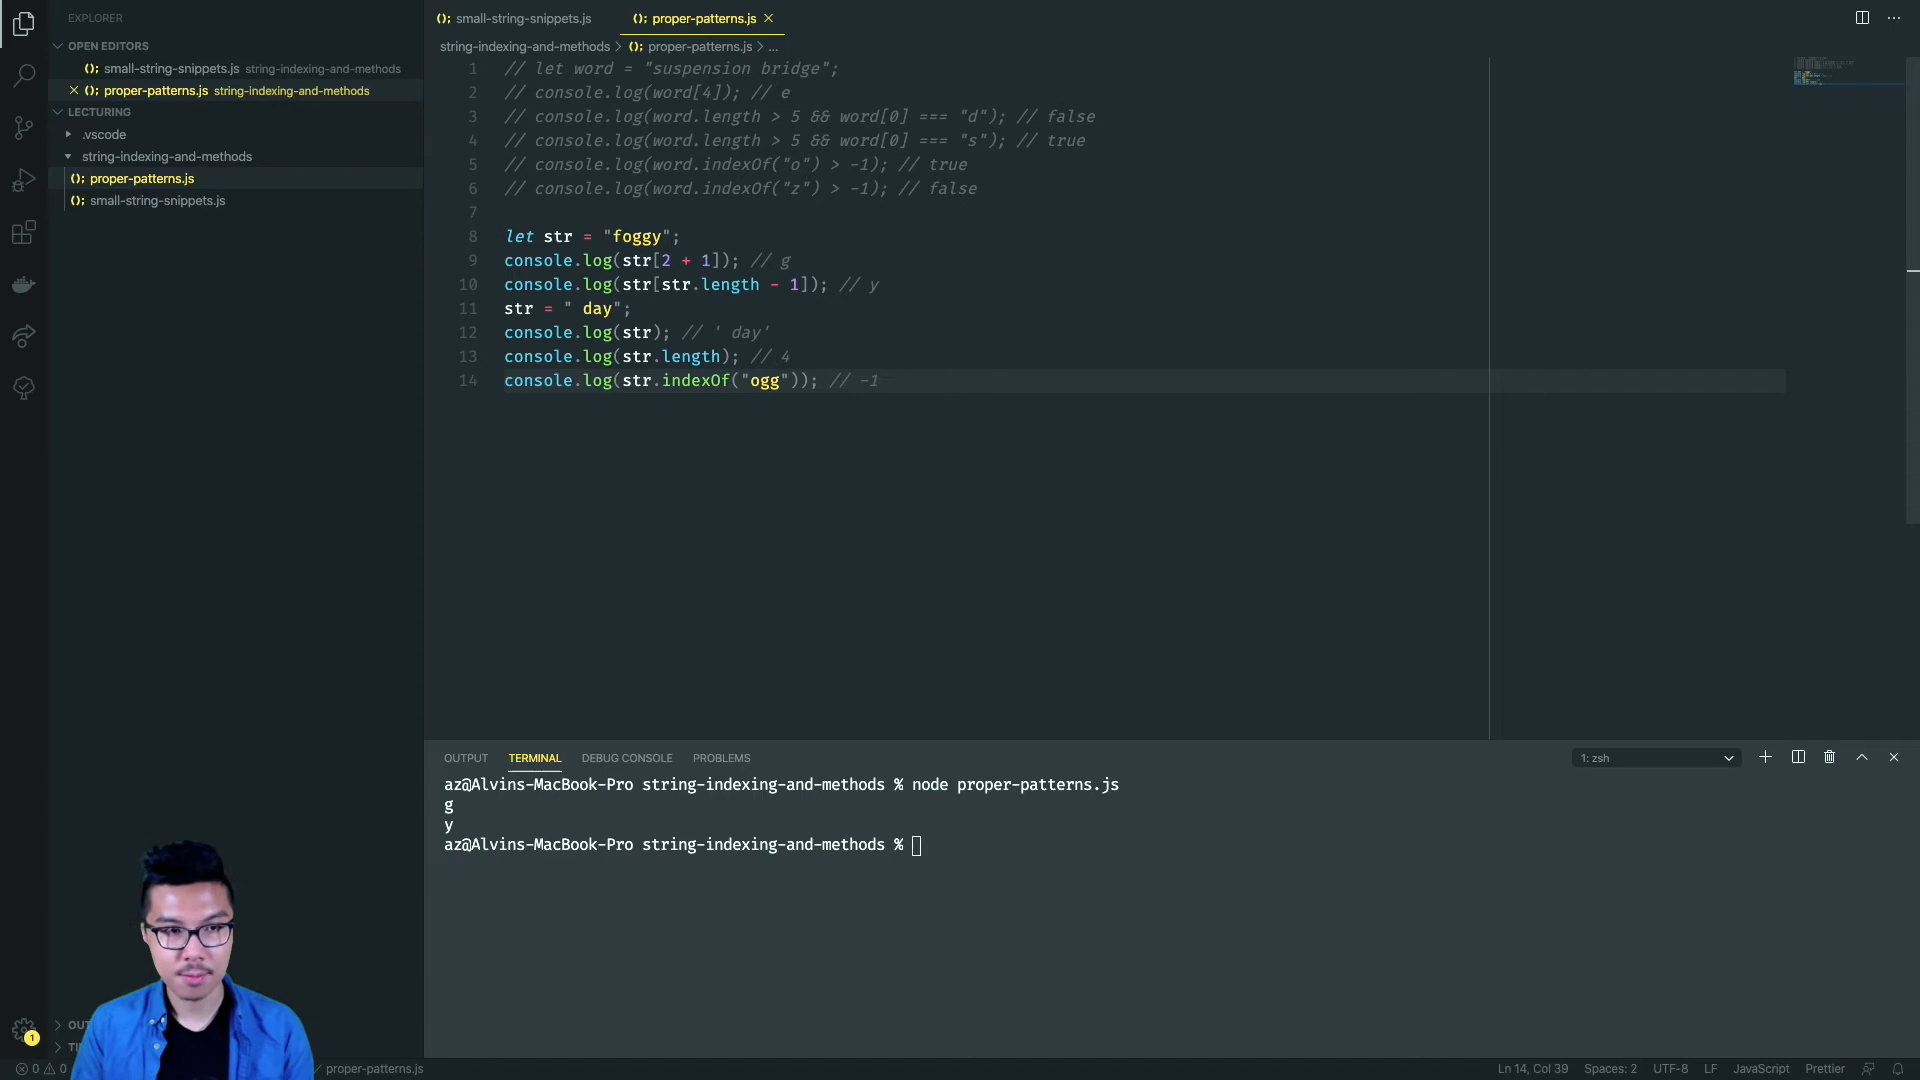 EXPLORER
OPEN EDITORS
(); small-string-snippets.js string-indexing-and-methods
(); proper-patterns.js string-indexing-and-methods
LECTURING
.vscode
string-indexing-and-methods
(); proper-patterns.js
(); small-string-snippets.js
(); small-string-snippets.js (); proper-patterns.js
string-indexing-and-methods > (); proper-patterns.js > ...
1 // let word = "suspension bridge";
2 // console.log(word[4]); // e
3 // console.log(word.length > 5 && word[0] === "d"); // false
4 // console.log(word.length > 5 && word[0] === "s"); // true
5 // console.log(word.indexOf("o") > -1); // true
6 // console.log(word.indexOf("z") > -1); // false
7
8 let str = "foggy";
9 console.log(str[2 + 1]); // g
10 console.log(str[str.length - 1]); // y
11 str = " day";
12 console.log(str); // ' day'
13 console.log(str.length); // 4
14 console.log(str.indexOf("ogg")); // -1
OUTPUT TERMINAL DEBUG CONSOLE PROBLEMS 1: zsh
az@Alvins-MacBook-Pro string-indexing-and-methods % node proper-patterns.js
g
y
az@Alvins-MacBook-Pro string-indexing-and-methods %
1
0 0 proper-patterns.js Ln 14, Col 39 Spaces: 2 UTF-8 LF JavaScript Prettier